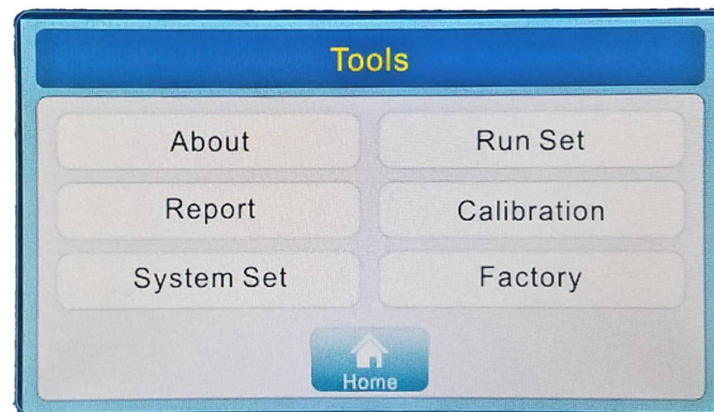 Tools
About
Run Set
Report
Calibration
System Set
Factory
Home